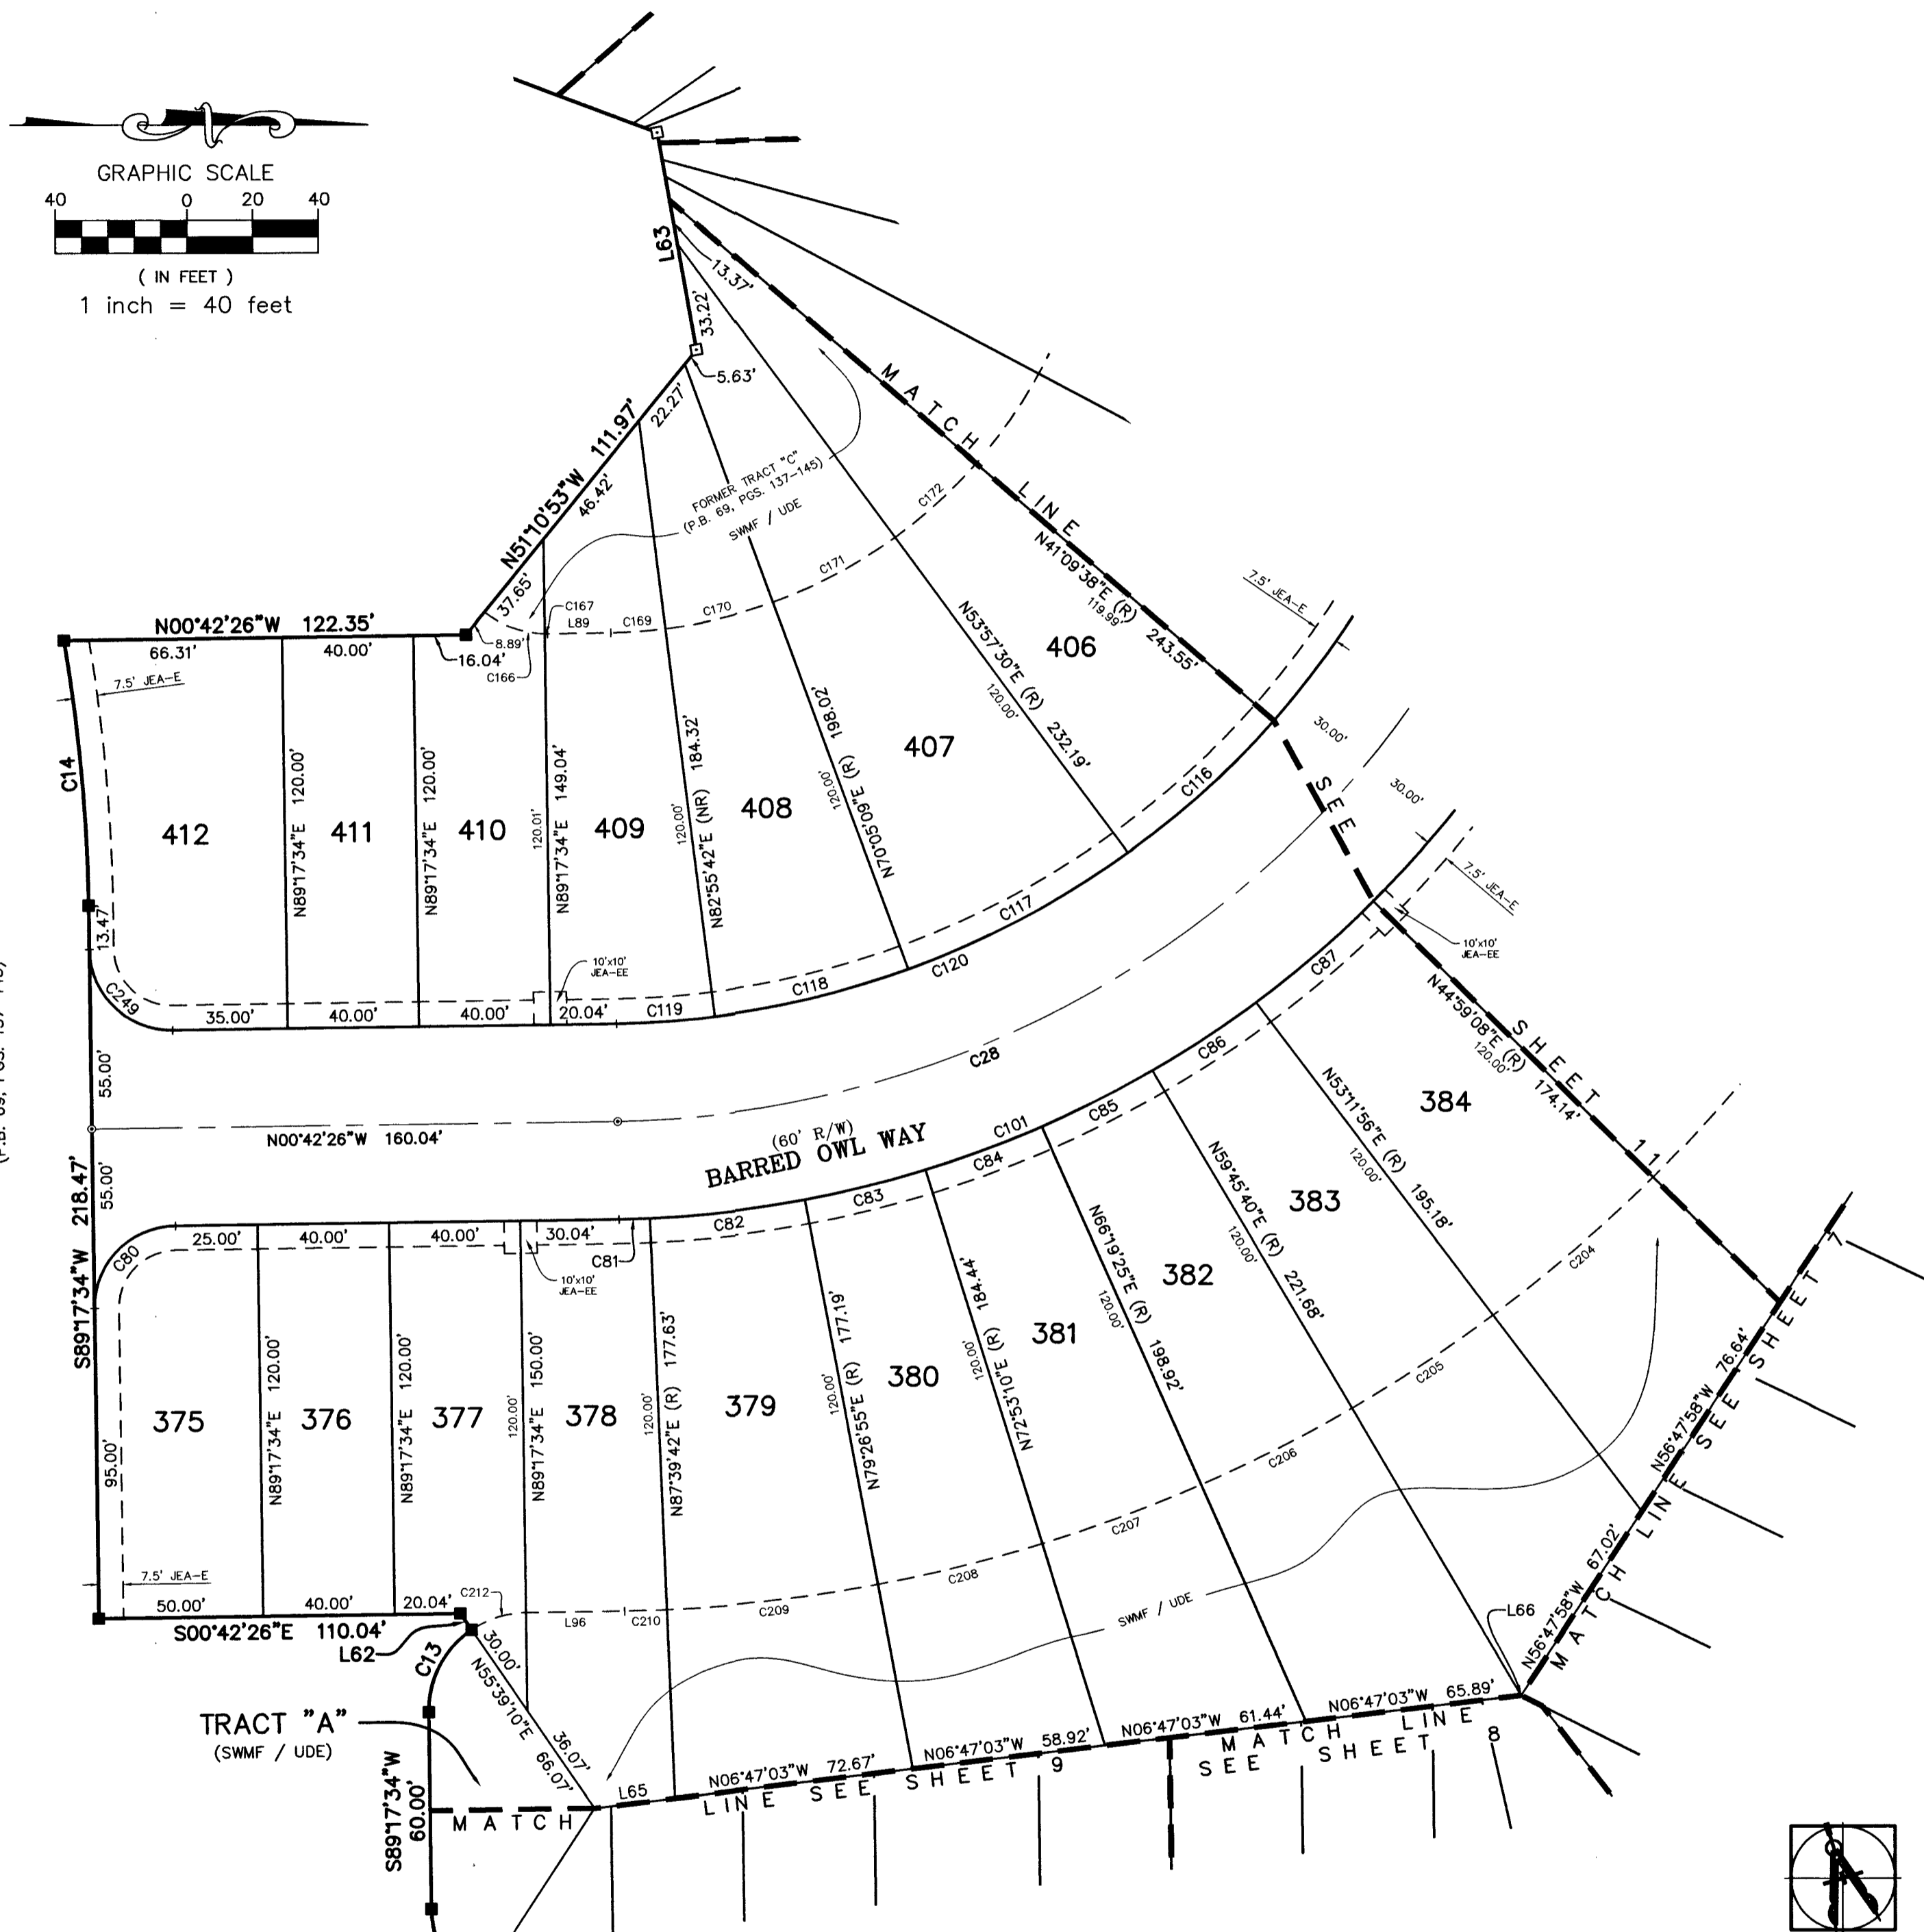 GRAPHIC SCALE
40 0 20 40
( IN FEET )
1 inch = 40 feet
L63
13.37'
33.22'
5.63'
22.27'
N51°10'53"W 111.97'
46.42'
37.65'
FORMER TRACT "C"
(P.B. 69, PGS. 137-145)
SWMF / UDE
C172
C171
C170
C169
L89
C167
8.89'
C166
16.04'
N00°42'26"W 122.35'
66.31'
40.00'
7.5' JEA-E
C14
MATCH LINE
N41°09'38"E (R) 243.55'
119.99'
7.5' JEA-E
406
N53°57'30"E (R) 232.19'
120.00'
407
N70°05'09"E (R) 198.02'
120.00'
408
N82°55'42"E (NR) 184.32'
120.00'
409
N89°17'34"E 149.04'
120.01'
410
N89°17'34"E 120.00'
411
N89°17'34"E 120.00'
412
13.47'
C249
35.00'
40.00'
40.00'
20.04'
10'x10'
JEA-EE
C119
C118
C120
C117
C116
30.00'
30.00'
SEE SHEET 11
7.5' JEA-E
10'x10'
JEA-EE
55.00'
55.00'
N00°42'26"W 160.04'
C28
(60' R/W)
BARRED OWL WAY
S89°17'34"W 218.47'
C80
25.00'
40.00'
40.00'
30.04'
C81
10'x10'
JEA-EE
C82
C83
C84
C101
C85
C86
C87
N44°59'08"E (R) 174.14'
120.00'
384
N53°11'56"E (R) 195.18'
120.00'
383
N59°45'40"E (R) 221.68'
120.00'
382
N66°19'25"E (R) 198.92'
120.00'
381
N72°53'10"E (R) 184.44'
120.00'
380
N79°26'55"E (R) 177.19'
120.00'
379
N87°39'42"E (R) 177.63'
120.00'
378
N89°17'34"E 150.00'
120.00'
377
N89°17'34"E 120.00'
376
N89°17'34"E 120.00'
375
95.00'
7.5' JEA-E
50.00'
40.00'
20.04'
S00°42'26"E 110.04'
L62
C212
L96
C210
C209
C208
C207
C206
C205
C204
SWMF / UDE
C13
30.00'
N55°39'10"E 66.07'
36.07'
TRACT "A"
(SWMF / UDE)
S89°17'34"W
60.00'
L65
N06°47'03"W 72.67'
N06°47'03"W 58.92'
N06°47'03"W 61.44'
N06°47'03"W 65.89'
MATCH LINE SEE SHEET 9
MATCH LINE
SEE SHEET 8
L66
N56°47'58"W 67.02'
N56°47'58"W 76.64'
MATCH LINE SEE SHEET 7